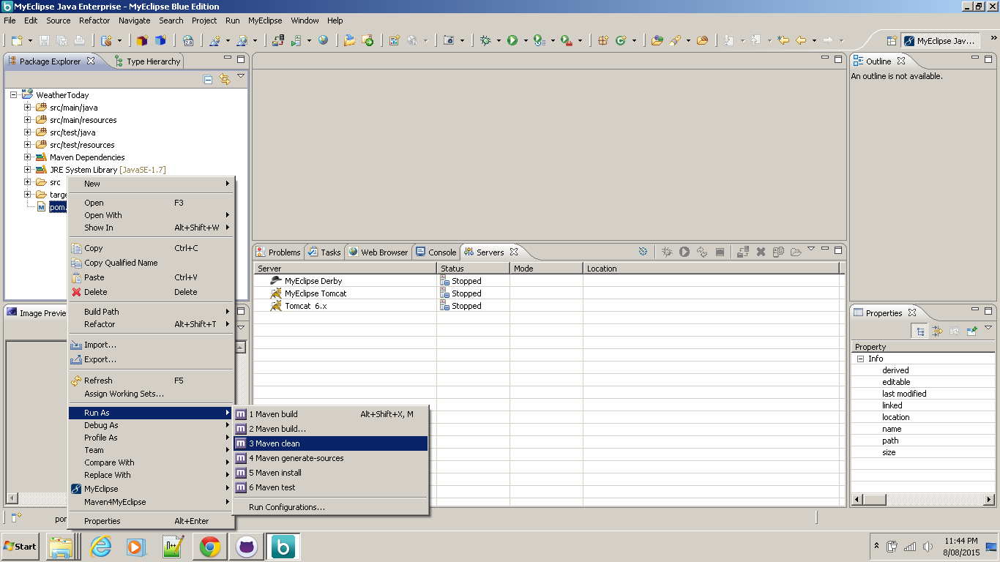 MyEclipse Java Enterprise - MyEclipse Blue Edition
File Edit Source Refactor Navigate Search Project Run MyEclipse Window Help
2.0
MyEclipse Jav...
Package Explorer
Type Hierarchy
WeatherToday
src/main/java
src/main/resources
src/test/java
src/test/resources
Maven Dependencies
JRE System Library [JavaSE-1.7]
src
targe
pom.
New
Open F3
Open With
Show In Alt+Shift+W
Copy Ctrl+C
Copy Qualified Name
Paste Ctrl+V
Delete Delete
Build Path
Refactor Alt+Shift+T
Import...
Export...
Refresh F5
Assign Working Sets...
Run As
Debug As
Profile As
Team
Compare With
Replace With
MyEclipse
Maven4MyEclipse
Properties Alt+Enter
1 Maven build Alt+Shift+X, M
2 Maven build...
3 Maven clean
4 Maven generate-sources
5 Maven install
6 Maven test
Run Configurations...
Image Previe
Problems Tasks Web Browser Console Servers
Server Status Mode Location
MyEclipse Derby Stopped
MyEclipse Tomcat Stopped
Tomcat 6.x Stopped
Outline
An outline is not available.
Properties
Property
Info
derived
editable
last modified
linked
location
name
path
size
por
Start
11:44 PM
8/08/2015